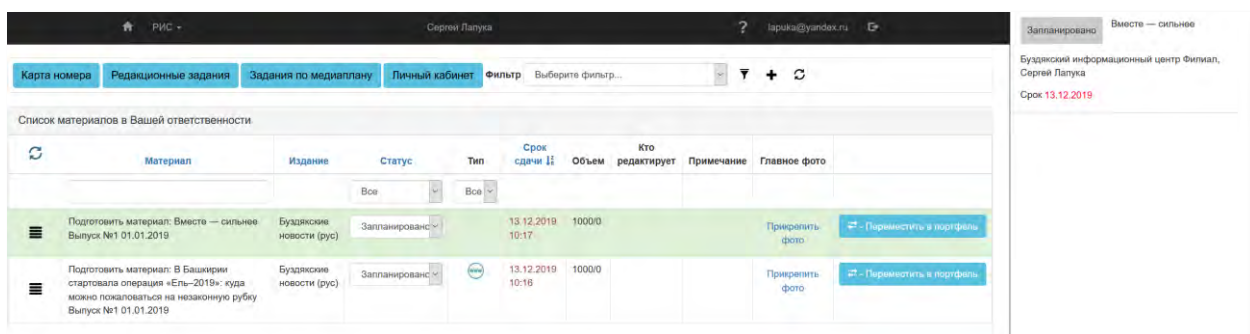 РИС
Сергей Лапука
?
lapuka@yandex.ru
Карта номера
Редакционные задания
Задания по медиаплану
Личный кабинет
Фильтр
Выберите фильтр...
Список материалов в Вашей ответственности
Материал
Издание
Статус
Тип
Срок
сдачи
Объем
Кто
редактирует
Примечание
Главное фото
Все
Все
Подготовить материал: Вместе — сильнее
Выпуск №1 01.01.2019
Буздякские
новости (рус)
Запланировано
13.12.2019
10:17
1000/0
Прикрепить
фото
- Переместить в портфель
Подготовить материал: В Башкирии
стартовала операция «Ель–2019»: куда
можно пожаловаться на незаконную рубку
Выпуск №1 01.01.2019
Буздякские
новости (рус)
Запланировано
13.12.2019
10:16
1000/0
Прикрепить
фото
- Переместить в портфель
Запланировано
Вместе — сильнее
Буздякский информационный центр Филиал,
Сергей Лапука
Срок 13.12.2019